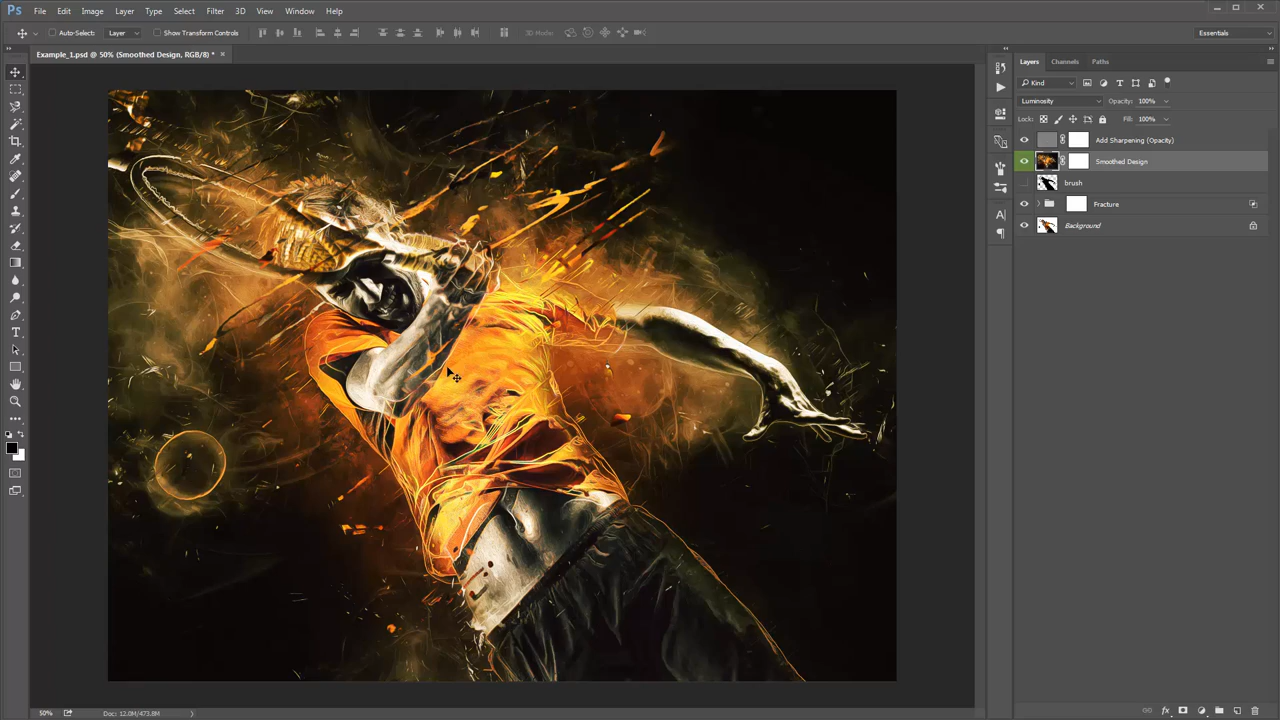 Ps File Edit Image Layer Type Select Filter 3D View Window Help
Auto-Select: Layer Show Transform Controls 3D Mode: Essentials
Example_1.psd @ 50% (Smoothed Design, RGB/8) *
Layers Channels Paths
Kind
Luminosity Opacity: 100%
Lock: Fill: 100%
Add Sharpening (Opacity)
Smoothed Design
brush
Fracture
Background
50% Doc: 12.0M/473.8M